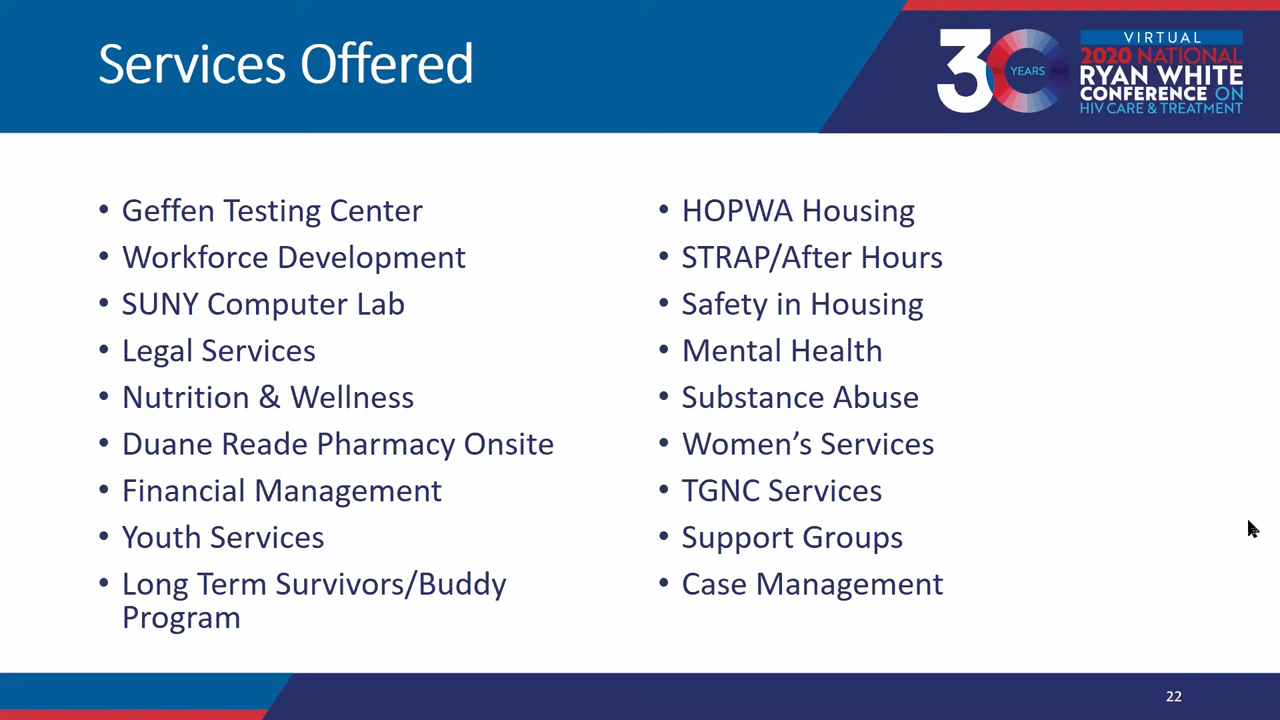 Services Offered
30
YEARS
VIRTUAL
2020 NATIONAL
RYAN WHITE
CONFERENCE ON
HIV CARE & TREATMENT
• Geffen Testing Center
• Workforce Development
• SUNY Computer Lab
• Legal Services
• Nutrition & Wellness
• Duane Reade Pharmacy Onsite
• Financial Management
• Youth Services
• Long Term Survivors/Buddy
Program
• HOPWA Housing
• STRAP/After Hours
• Safety in Housing
• Mental Health
• Substance Abuse
• Women’s Services
• TGNC Services
• Support Groups
• Case Management
22